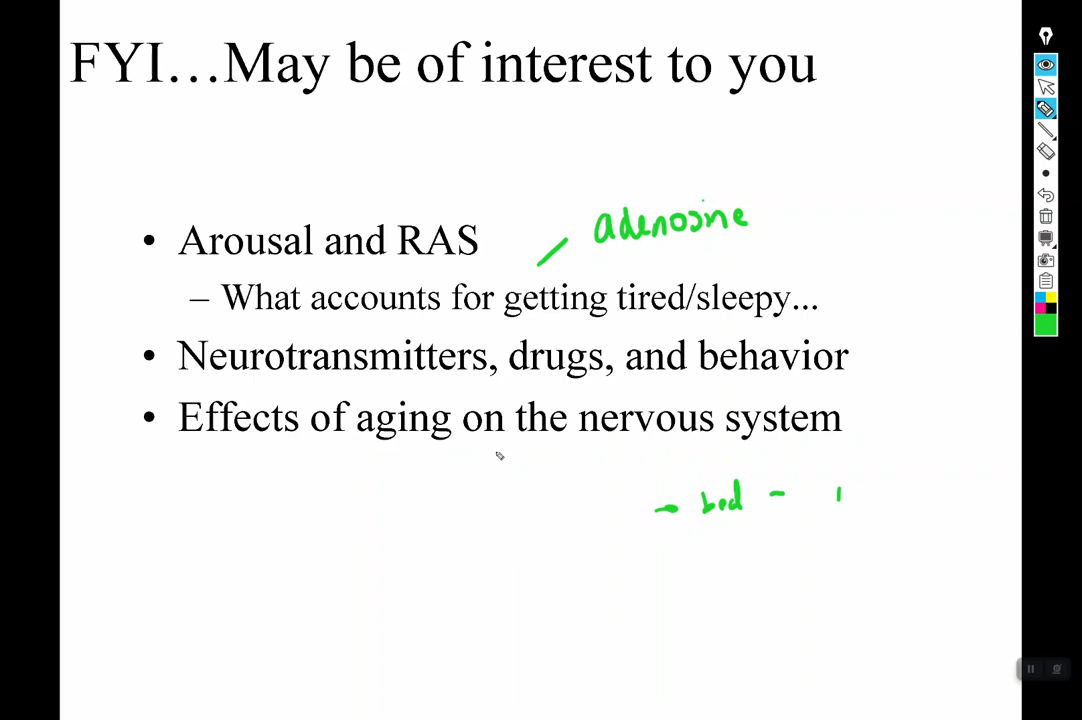 FYI…May be of interest to you
adenosine
• Arousal and RAS
– What accounts for getting tired/sleepy...
• Neurotransmitters, drugs, and behavior
• Effects of aging on the nervous system
- bed -